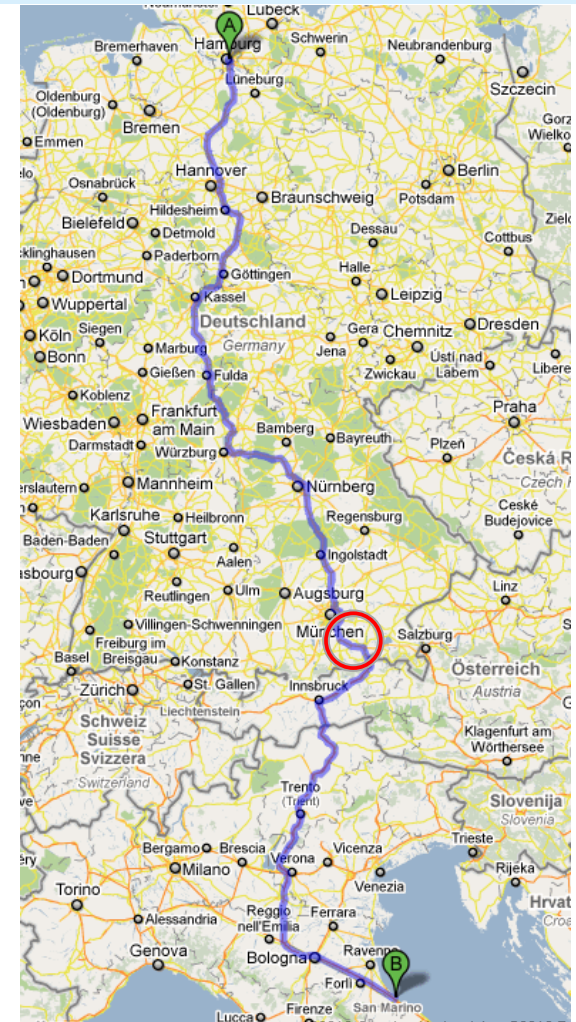 Lübeck
A
Hamburg
Bremerhaven
Schwerin
Neubrandenburg
Lüneburg
Szczecin
Oldenburg
(Oldenburg)
Bremen
Emmen
Hannover
Berlin
Osnabrück
Braunschweig
Potsdam
Bielefeld
Hildesheim
Detmold
Dessau
Cottbus
Paderborn
Göttingen
Halle
Dortmund
Kassel
Leipzig
Wuppertal
Deutschland
Germany
Siegen
Köln
Bonn
Marburg
Gera
Chemnitz
Dresden
Jena
Zwickau
Ústí nad
Labem
Gießen
Fulda
Koblenz
Frankfurt
am Main
Wiesbaden
Bamberg
Bayreuth
Praha
Darmstadt
Würzburg
Plzeň
Mannheim
Nürnberg
Karlsruhe
Heilbronn
Regensburg
České
Budejovice
Baden-Baden
Stuttgart
Ingolstadt
Aalen
Reutlingen
Ulm
Augsburg
Linz
Villingen-Schwenningen
München
Salzburg
Freiburg im
Breisgau
Basel
Konstanz
Österreich
Austria
Zürich
St. Gallen
Innsbruck
Liechtenstein
Schweiz
Suisse
Svizzera
Switzerland
Klagenfurt am
Wörthersee
Trento
(Trient)
Slovenija
Slovenia
Bergamo
Brescia
Vicenza
Trieste
Milano
Verona
Venezia
Rijeka
Torino
Alessandria
Reggio
nell'Emilia
Ferrara
Genova
Bologna
Ravenna
B
Forlì
Firenze
San Marino
Lucca